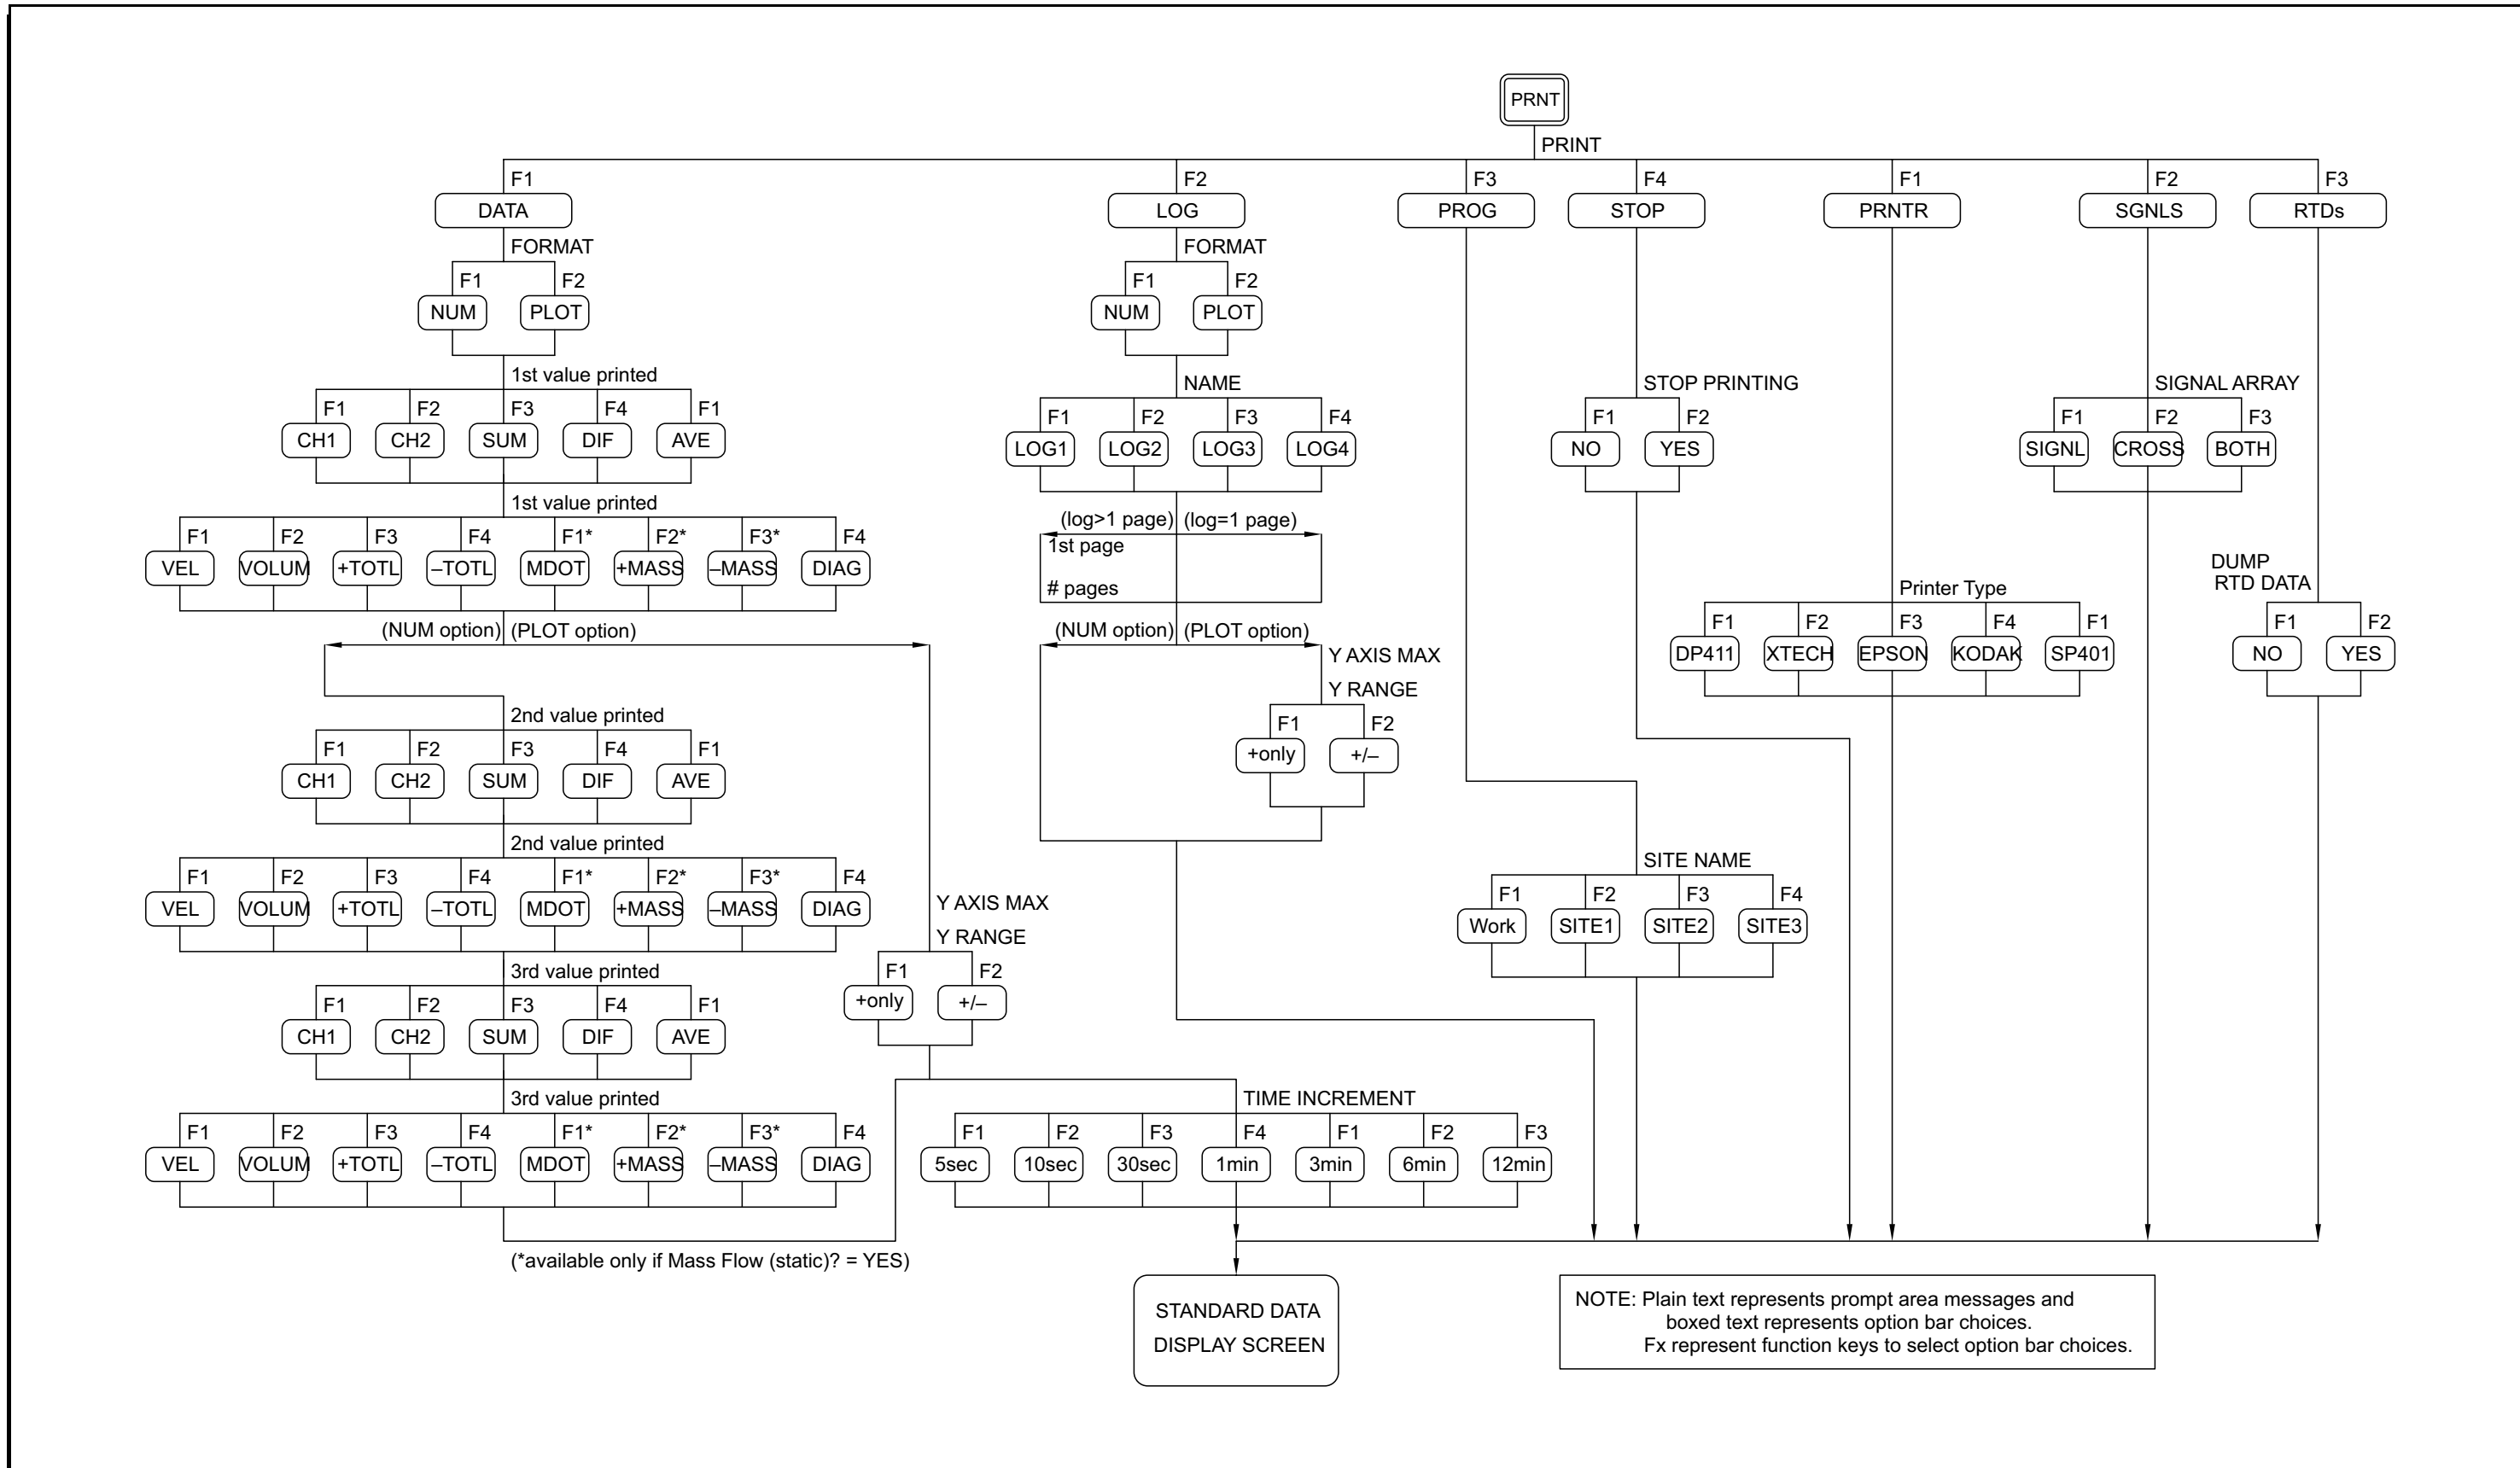 PRNT
PRINT
F1 F2 F3 F4 F1 F2 F3
DATA LOG PROG STOP PRNTR SGNLS RTDs
FORMAT FORMAT
F1 F2 F1 F2
NUM PLOT NUM PLOT
1st value printed NAME STOP PRINTING SIGNAL ARRAY
F1 F2 F3 F4 F1 F1 F2 F3 F4 F1 F2 F1 F2 F3
CH1 CH2 SUM DIF AVE LOG1 LOG2 LOG3 LOG4 NO YES SIGNL CROSS BOTH
1st value printed
(log>1 page) (log=1 page)
F1 F2 F3 F4 F1* F2* F3* F4 1st page
VEL VOLUM +TOTL –TOTL MDOT +MASS –MASS DIAG
# pages
DUMP
RTD DATA
Printer Type
(NUM option) (PLOT option) (NUM option) (PLOT option)
F1 F2 F3 F4 F1 F1 F2
DP411 XTECH EPSON KODAK SP401 NO YES
Y AXIS MAX
Y RANGE
2nd value printed
F1 F2
+only +/–
F1 F2 F3 F4 F1
CH1 CH2 SUM DIF AVE
2nd value printed
SITE NAME
F1 F2 F3 F4 F1* F2* F3* F4
VEL VOLUM +TOTL –TOTL MDOT +MASS –MASS DIAG
F1 F2 F3 F4
Work SITE1 SITE2 SITE3
Y AXIS MAX
Y RANGE
3rd value printed
F1 F2
+only +/–
F1 F2 F3 F4 F1
CH1 CH2 SUM DIF AVE
3rd value printed TIME INCREMENT
F1 F2 F3 F4 F1* F2* F3* F4 F1 F2 F3 F4 F1 F2 F3
VEL VOLUM +TOTL –TOTL MDOT +MASS –MASS DIAG 5sec 10sec 30sec 1min 3min 6min 12min
(*available only if Mass Flow (static)? = YES)
STANDARD DATA
DISPLAY SCREEN
NOTE: Plain text represents prompt area messages and
boxed text represents option bar choices.
Fx represent function keys to select option bar choices.